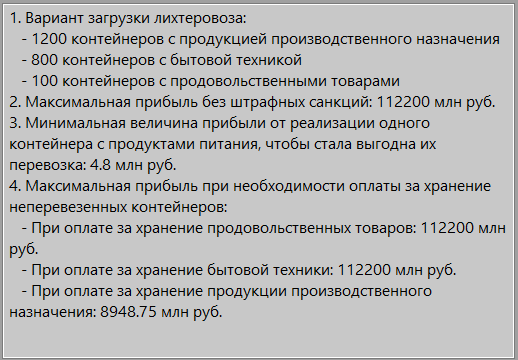 1. Вариант загрузки лихтеровоза:
- 1200 контейнеров с продукцией производственного назначения
- 800 контейнеров с бытовой техникой
- 100 контейнеров с продовольственными товарами
2. Максимальная прибыль без штрафных санкций: 112200 млн руб.
3. Минимальная величина прибыли от реализации одного
контейнера с продуктами питания, чтобы стала выгодна их
перевозка: 4.8 млн руб.
4. Максимальная прибыль при необходимости оплаты за хранение
неперевезенных контейнеров:
- При оплате за хранение продовольственных товаров: 112200 млн
руб.
- При оплате за хранение бытовой техники: 112200 млн руб.
- При оплате за хранение продукции производственного
назначения: 8948.75 млн руб.